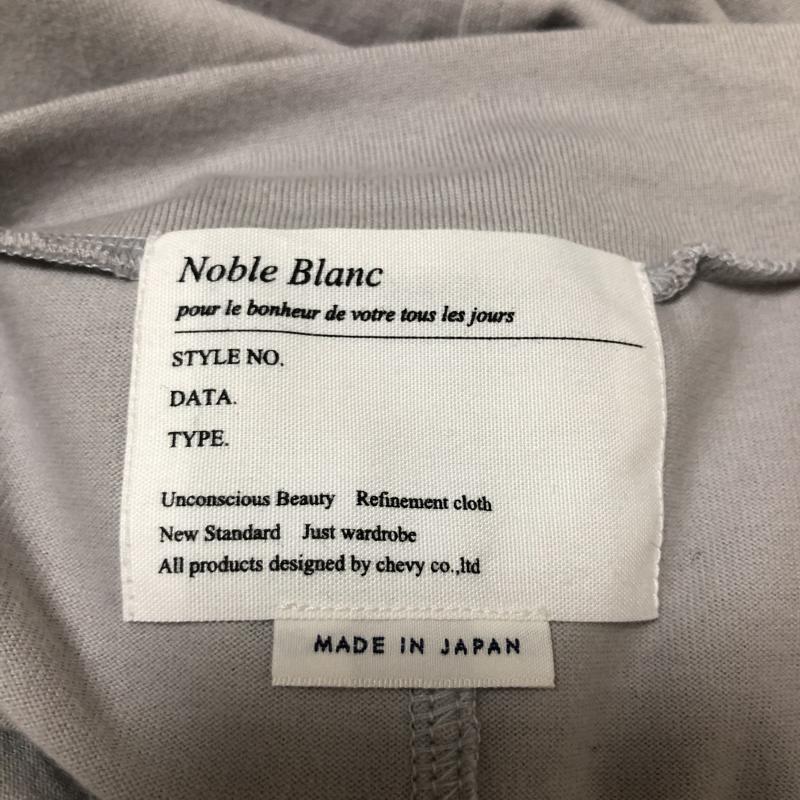 Noble Blanc
pour le bonheur de votre tous les jours
STYLE NO.
DATA.
TYPE.
Unconscious Beauty Refinement cloth
New Standard Just wardrobe
All products designed by chevy co.,ltd
MADE IN JAPAN